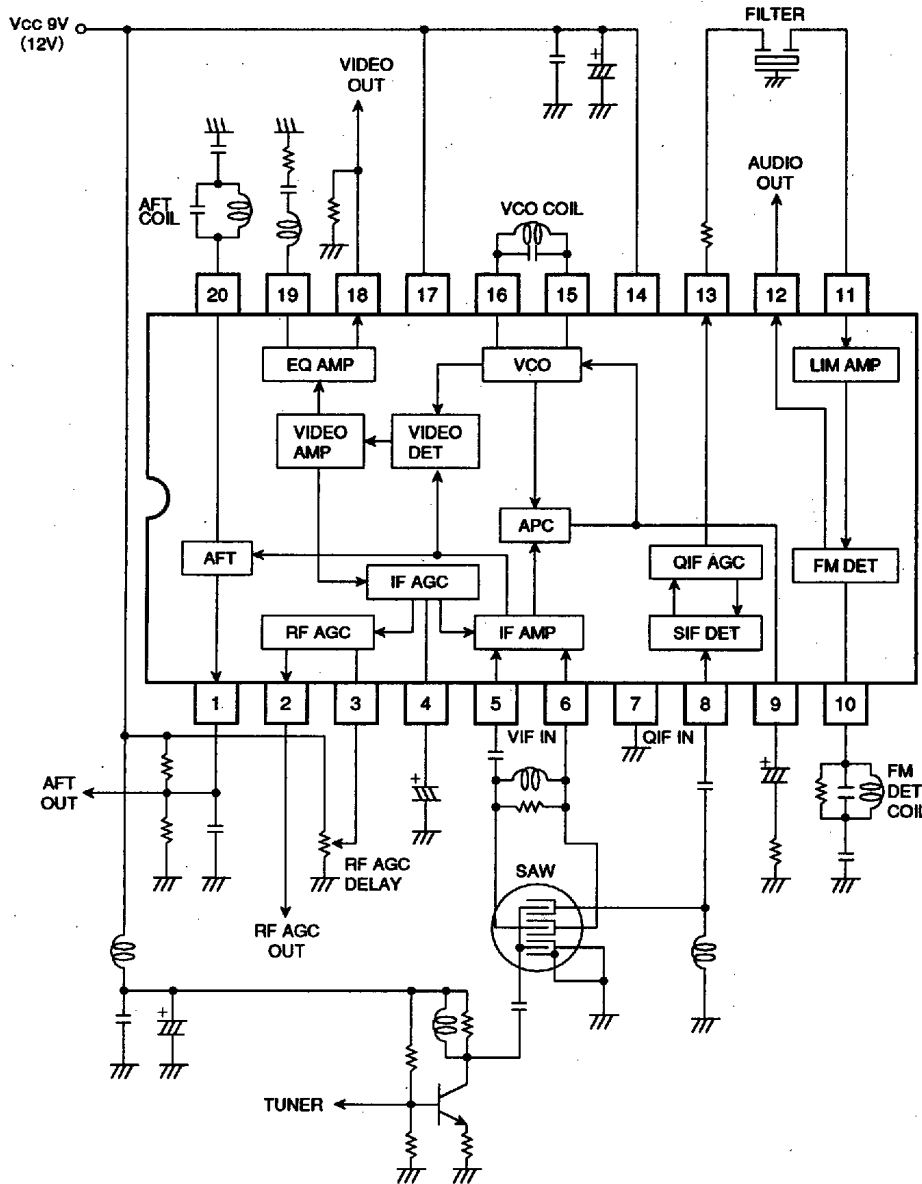 Vcc 9V
(12V)
FILTER
VIDEO
OUT
AUDIO
OUT
AFT
COIL
VCO COIL
20
19
18
17
16
15
14
13
12
11
EQ AMP
VCO
LIM AMP
VIDEO
AMP
VIDEO
DET
APC
AFT
IF AGC
QIF AGC
FM DET
RF AGC
IF AMP
SIF DET
1
2
3
4
5
6
7
8
9
10
VIF IN
QIF IN
AFT
OUT
+
+
+
+
FM
DET
COIL
RF AGC
DELAY
SAW
RF AGC
OUT
TUNER